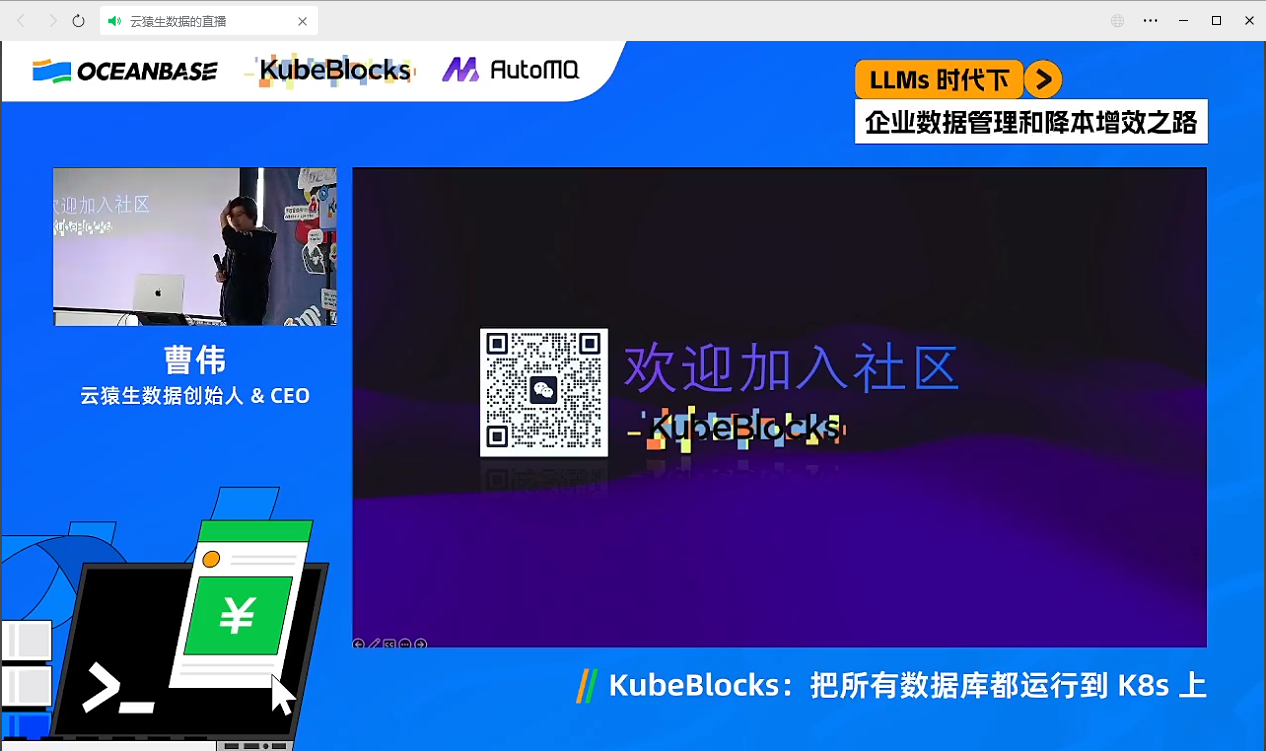 云猿生数据的直播
OCEANBASE
KubeBlocks
AutoMQ
LLMs 时代下
企业数据管理和降本增效之路
欢迎加入社区
KubeBlocks
曹伟
云猿生数据创始人 & CEO
欢迎加入社区
KubeBlocks
¥
>_
KubeBlocks：把所有数据库都运行到 K8s 上